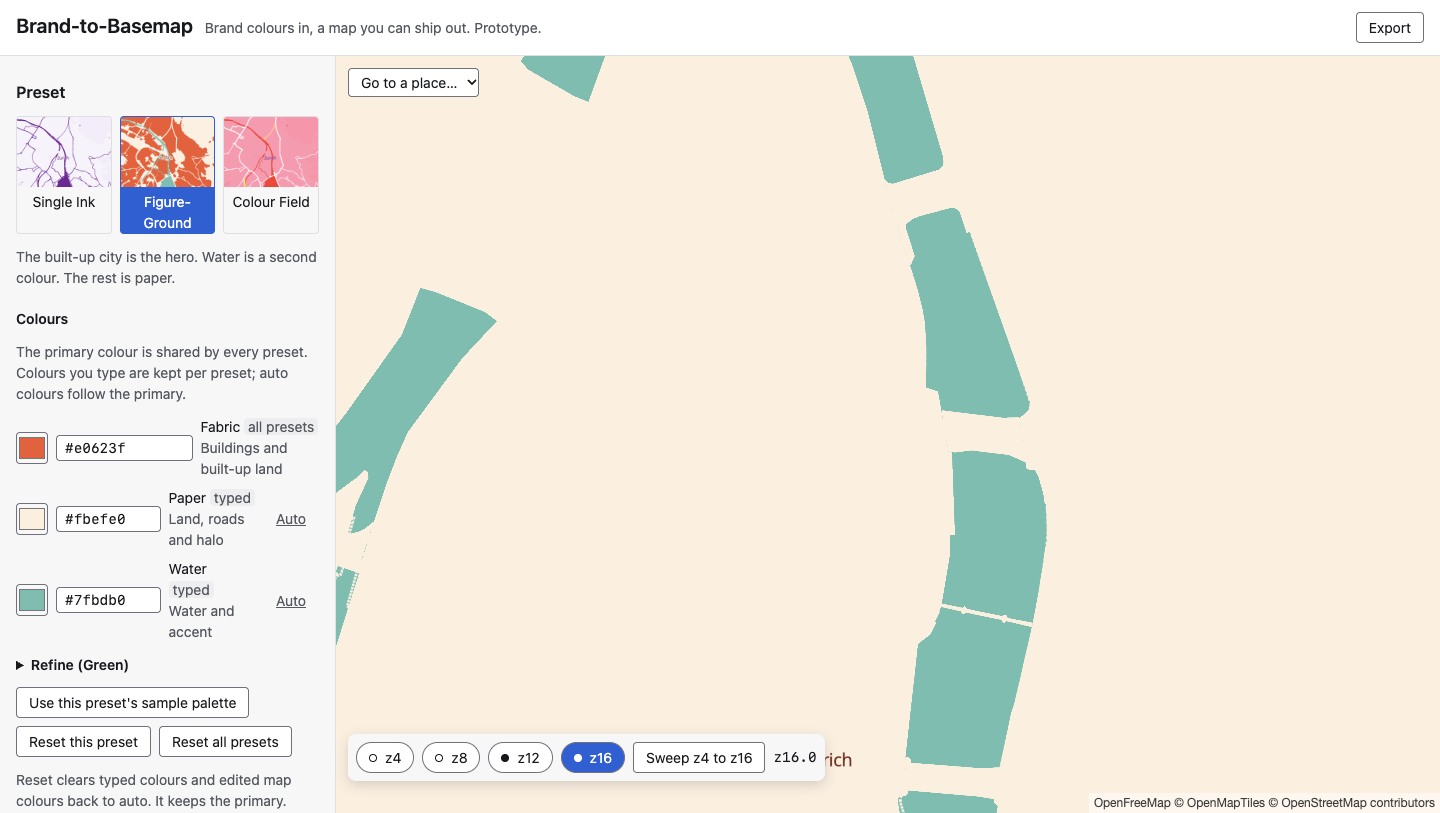 Brand-to-Basemap
Brand colours in, a map you can ship out. Prototype.
Export
Preset
Single Ink
Figure-
Ground
Colour Field
The built-up city is the hero. Water is a second
colour. The rest is paper.
Colours
The primary colour is shared by every preset.
Colours you type are kept per preset; auto
colours follow the primary.
#e0623f
Fabric all presets
Buildings and
built-up land
#fbefe0
Paper typed
Land, roads
and halo
Auto
#7fbdb0
Water
typed
Water and
accent
Auto
Refine (Green)
Use this preset's sample palette
Reset this preset
Reset all presets
Reset clears typed colours and edited map
colours back to auto. It keeps the primary.
Go to a place...
z4
z8
z12
z16
Sweep z4 to z16
z16.0
rich
OpenFreeMap © OpenMapTiles © OpenStreetMap contributors